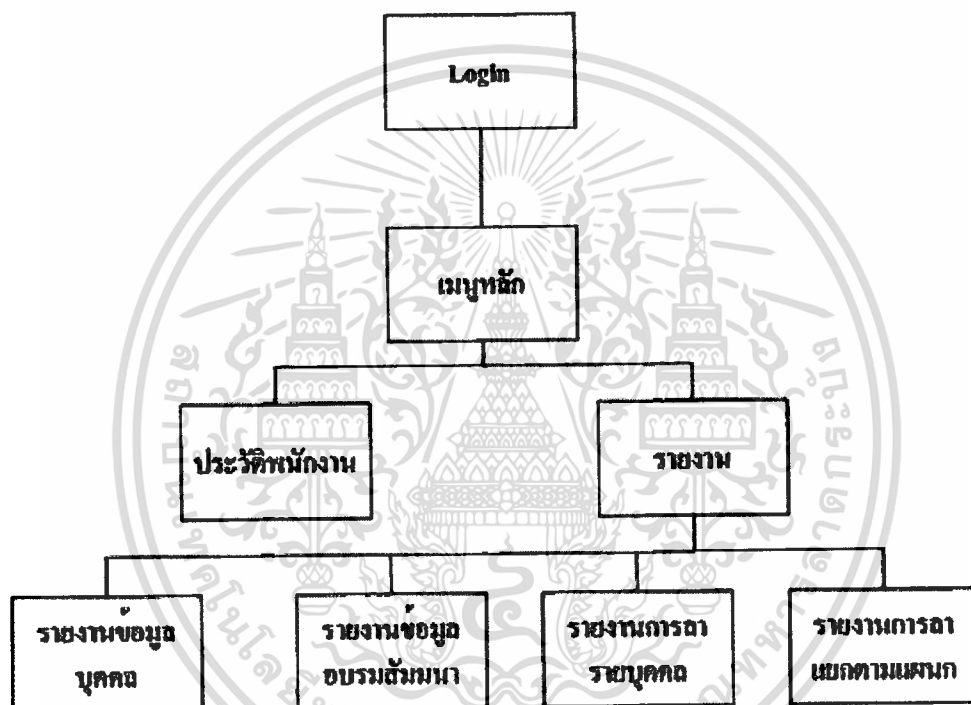 Login
เมนูหลัก
ประวัติพนักงาน
รายงาน
รายงานข้อมูล
บุคคล
รายงานข้อมูล
อบรมสัมมนา
รายงานการลา
รายบุคคล
รายงานการลา
แยกตามแผนก